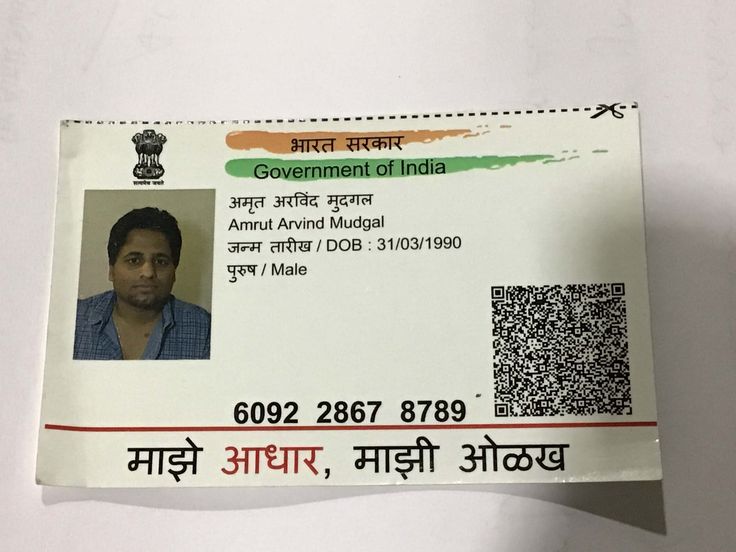 भारत सरकार
Government of India
सत्यमेव जयते
अमृत अरविंद मुदगल
Amrut Arvind Mudgal
जन्म तारीख / DOB : 31/03/1990
पुरुष / Male
6092 2867 8789
माझे आधार, माझी ओळख